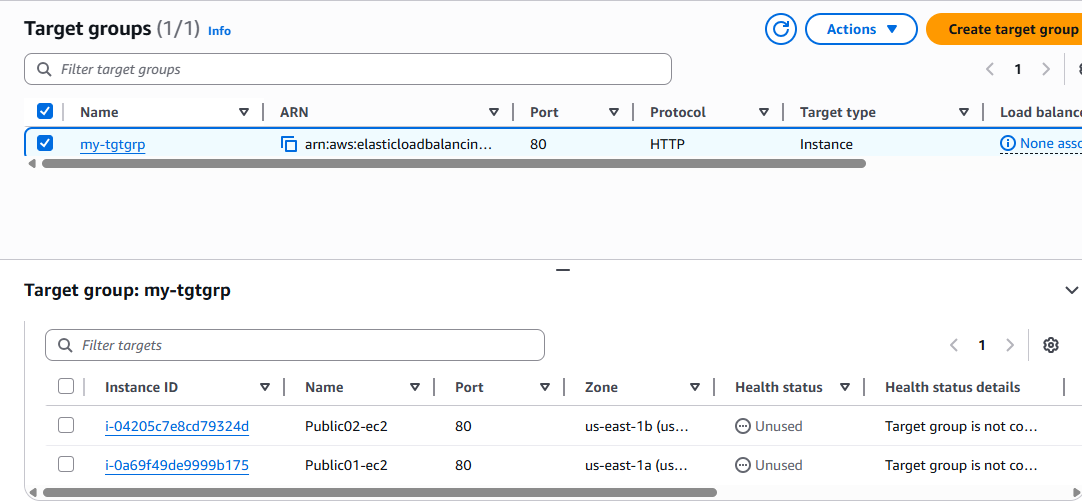 Target groups (1/1) Info
Actions
Create target group
Filter target groups
1
Name ARN Port Protocol Target type Load balance
my-tgtgrp arn:aws:elasticloadbalancin... 80 HTTP Instance None asso
Target group: my-tgtgrp
Filter targets
1
Instance ID Name Port Zone Health status Health status details
i-04205c7e8cd79324d Public02-ec2 80 us-east-1b (us... Unused Target group is not co...
i-0a69f49de9999b175 Public01-ec2 80 us-east-1a (us... Unused Target group is not co...